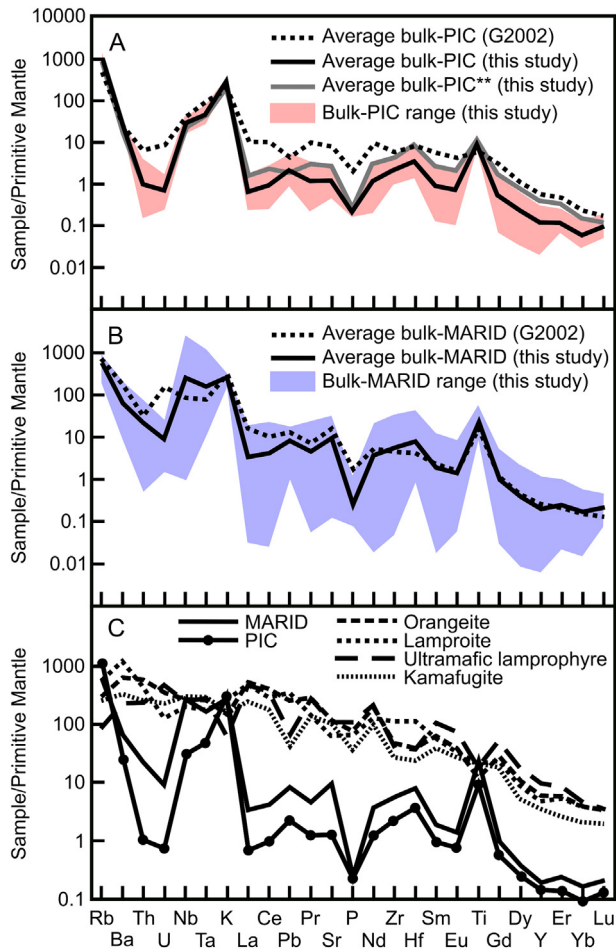 A
Average bulk-PIC (G2002)
Average bulk-PIC (this study)
Average bulk-PIC** (this study)
Bulk-PIC range (this study)
Sample/Primitive Mantle
10000
1000
100
10
1
0.1
0.01
B
Average bulk-MARID (G2002)
Average bulk-MARID (this study)
Bulk-MARID range (this study)
Sample/Primitive Mantle
1000
100
10
1
0.1
0.01
C
MARID
PIC
Orangeite
Lamproite
Ultramafic lamprophyre
Kamafugite
Sample/Primitive Mantle
1000
100
10
1
0.1
Rb Th Nb K Ce Pr P Zr Sm Ti Dy Er Lu
Ba U Ta La Pb Sr Nd Hf Eu Gd Y Yb